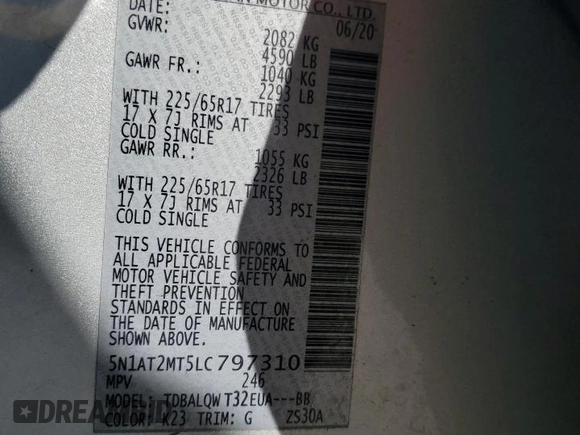 MOTOR CO., LTD.
DATE: 06/20
GVWR: 2082 KG
4590 LB
GAWR FR.: 1040 KG
2293 LB
WITH 225/65R17 TIRES
17 X 7J RIMS AT 33 PSI
COLD SINGLE
GAWR RR.: 1055 KG
2326 LB
WITH 225/65R17 TIRES
17 X 7J RIMS AT 33 PSI
COLD SINGLE
THIS VEHICLE CONFORMS TO
ALL APPLICABLE FEDERAL
MOTOR VEHICLE SAFETY AND
THEFT PREVENTION
STANDARDS IN EFFECT ON
THE DATE OF MANUFACTURE
SHOWN ABOVE.
5N1AT2MT5LC797310
MPV 246
MODEL: TDBALQW T32EUA---BB
COLOR: K23 TRIM: G ZS30A
DREAMBID